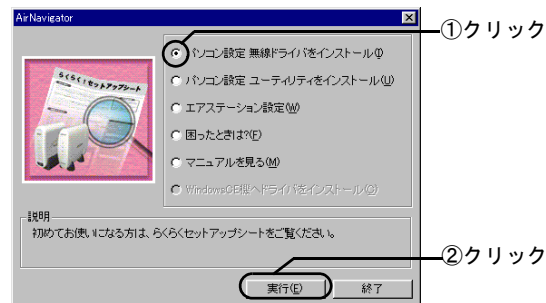 AirNavigator
①クリック
パソコン設定 無線ドライバをインストール(I)
パソコン設定 ユーティリティをインストール(U)
エアステーション設定(W)
困ったときは?(F)
マニュアルを見る(M)
WindowsCE機へドライバをインストール(C)
らくらくセットアップシート
説明
初めてお使いになる方は、らくらくセットアップシートをご覧ください。
②クリック
実行(E)
終了